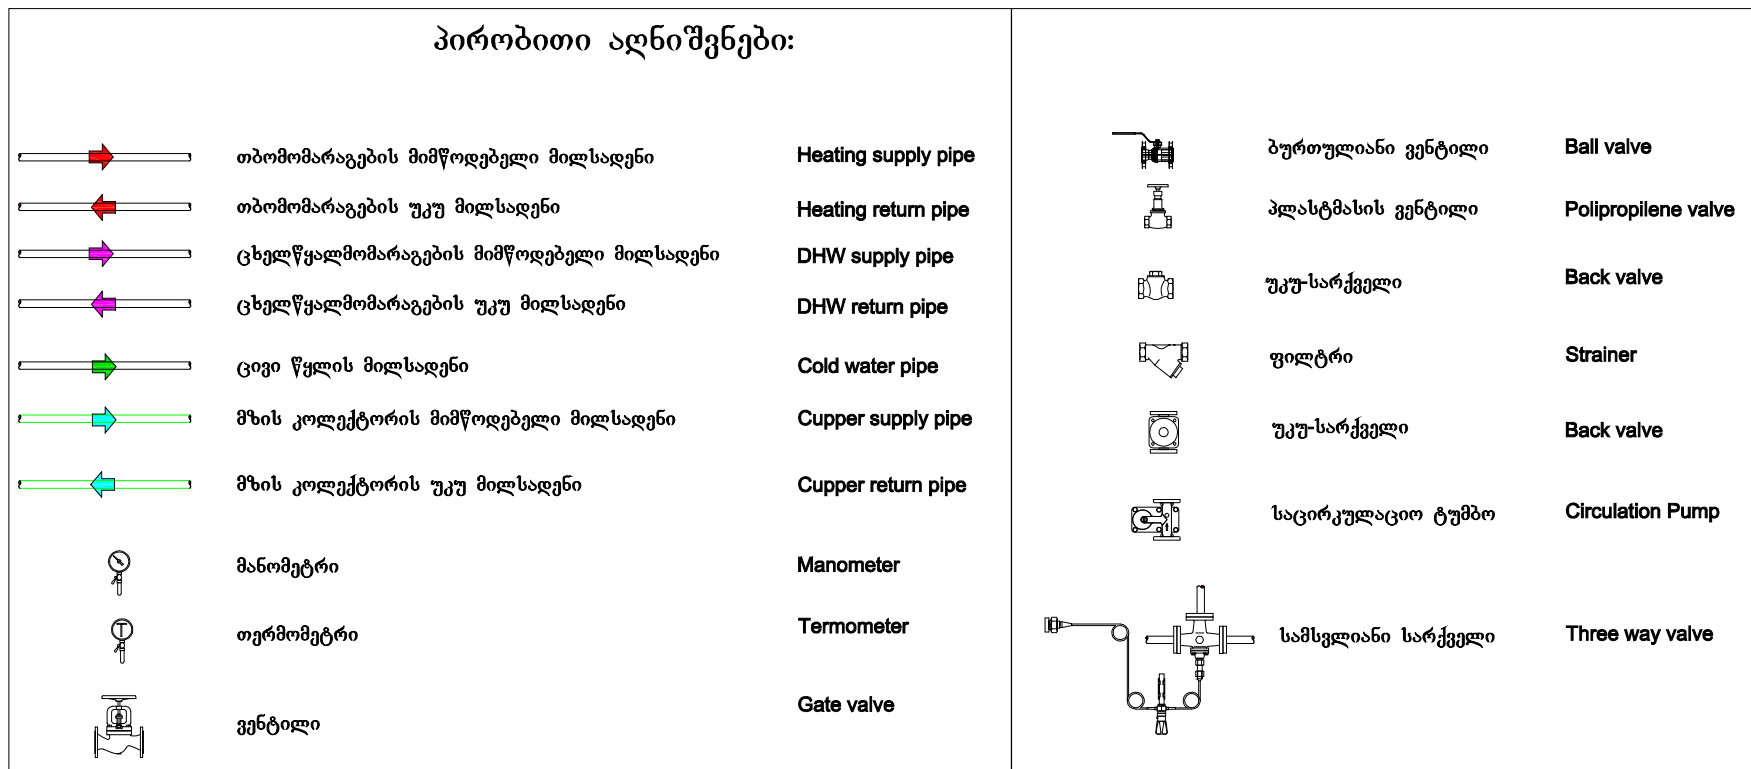 პირობითი აღნიშვნები:
თბომომარაგების მიმწოდებელი მილსადენი Heating supply pipe
თბომომარაგების უკუ მილსადენი Heating return pipe
ცხელწყალმომარაგების მიმწოდებელი მილსადენი DHW supply pipe
ცხელწყალმომარაგების უკუ მილსადენი DHW return pipe
ცივი წყლის მილსადენი Cold water pipe
მზის კოლექტორის მიმწოდებელი მილსადენი Cupper supply pipe
მზის კოლექტორის უკუ მილსადენი Cupper return pipe
მანომეტრი Manometer
T თერმომეტრი Termometer
ვენტილი Gate valve
ბურთულიანი ვენტილი Ball valve
პლასტმასის ვენტილი Polipropilene valve
უკუ-სარქველი Back valve
ფილტრი Strainer
უკუ-სარქველი Back valve
საცირკულაციო ტუმბო Circulation Pump
სამსვლიანი სარქველი Three way valve